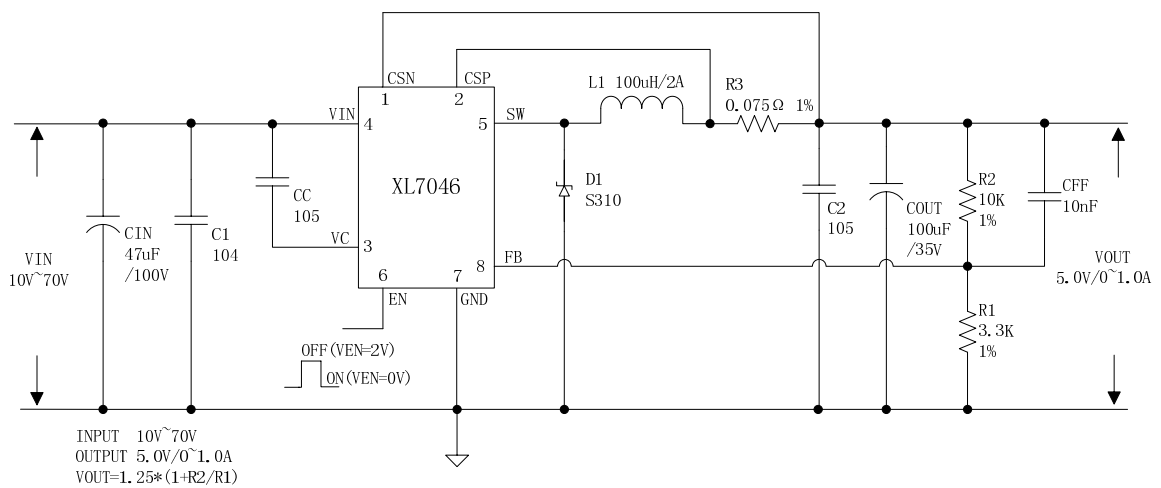 CSN
CSP
1
2
L1 100uH/2A
R3
0.075Ω 1%
VIN
4
5
SW
XL7046
CC
105
D1
S310
R2
10K
1%
CFF
10nF
CIN
47uF
/100V
C1
104
C2
105
COUT
100uF
/35V
VC
3
8
FB
VIN
10V~70V
VOUT
5.0V/0~1.0A
6
7
EN
GND
R1
3.3K
1%
OFF(VEN=2V)
ON(VEN=0V)
INPUT 10V~70V
OUTPUT 5.0V/0~1.0A
VOUT=1.25*(1+R2/R1)